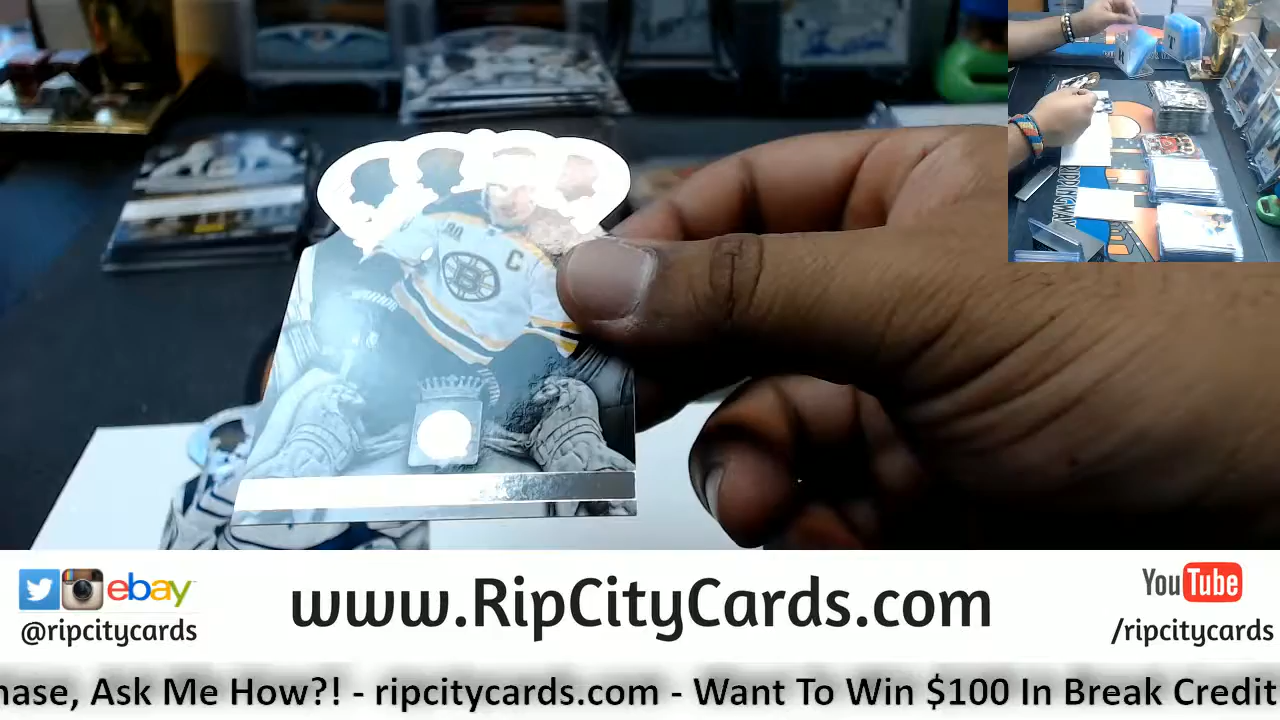 C
B
ebay
@ripcitycards
www.RipCityCards.com
YouTube
/ripcitycards
hase, Ask Me How?! - ripcitycards.com - Want To Win $100 In Break Credit